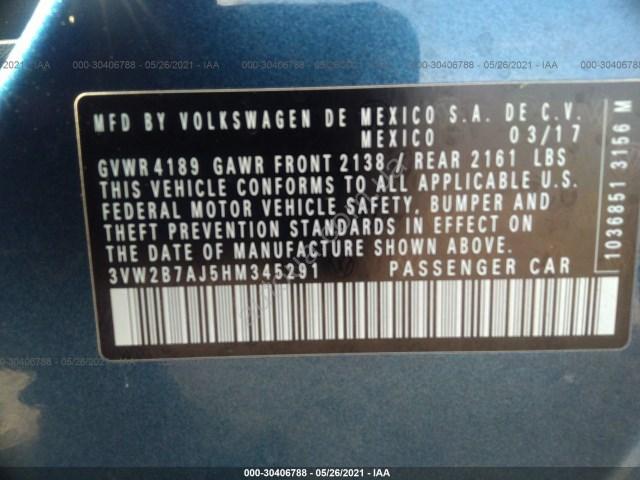 000-30406788 - 05/26/2021 - IAA
000-30406788 - 05/26/2021 - IAA
000-30406788 - 05/26/2021 - IAA
MFD BY VOLKSWAGEN DE MEXICO S.A. DE C.V.
MEXICO 03/17
GVWR 4189 GAWR FRONT 2138 / REAR 2161 LBS
THIS VEHICLE CONFORMS TO ALL APPLICABLE U.S.
FEDERAL MOTOR VEHICLE SAFETY, BUMPER AND
THEFT PREVENTION STANDARDS IN EFFECT ON
THE DATE OF MANUFACTURE SHOWN ABOVE
3VW2B7AJ5HM345291 PASSENGER CAR
1036851 3156 M
000-30406788 - 05/26/2021 - IAA
000-30406788 - 05/26/2021 - IAA
000-30406788 - 05/26/2021 - IAA
000-30406788 - 05/26/2021 - IAA